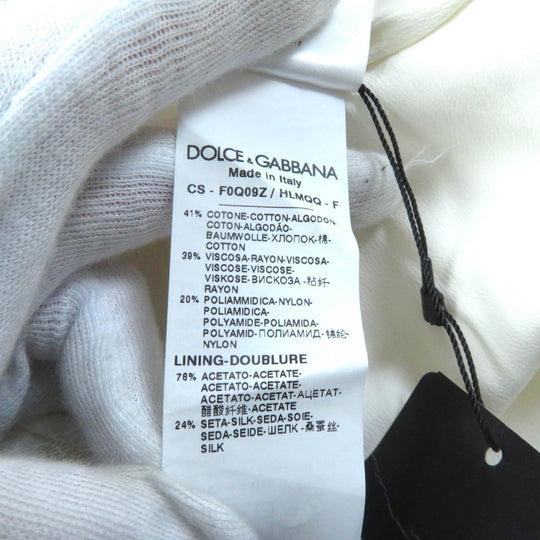 DOLCE & GABBANA
Made in Italy
CS - F0Q09Z / HLMQQ - F
41% COTONE-COTTON-ALGODON-
COTON-ALGODÃO-
BAUMWOLLE-ХЛОПОК-棉-
COTTON
39% VISCOSA-RAYON-VISCOSA-
VISCOSE-VISCOSE-
VISKOSE-ВИСКОЗА-粘纤-
RAYON
20% POLIAMMIDICA-NYLON-
POLIAMIDICA-
POLYAMIDE-POLIAMIDA-
POLYAMID-ПОЛИАМИД-锦纶-
NYLON
LINING-DOUBLURE
76% ACETATO-ACETATE-
ACETATO-ACETATE-
ACETATO-ACETAT-АЦЕТАТ-
醋酸纤维-ACETATE
24% SETA-SILK-SEDA-SOIE-
SEDA-SEIDE-ШЕЛК-桑蚕丝-
SILK